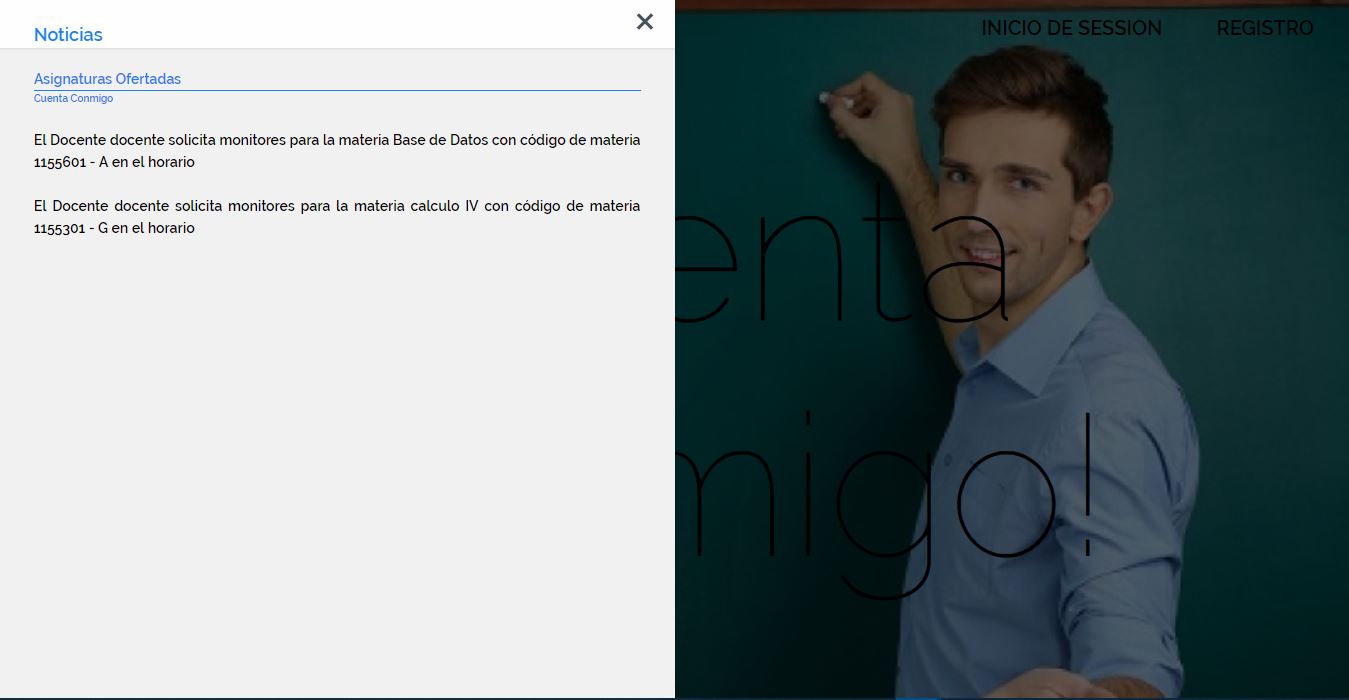 Noticias
×
Asignaturas Ofertadas
Cuenta Conmigo
El Docente docente solicita monitores para la materia Base de Datos con código de materia
1155601 - A en el horario
El Docente docente solicita monitores para la materia calculo IV con código de materia
1155301 - G en el horario
INICIO DE SESSION REGISTRO
enta
migo!